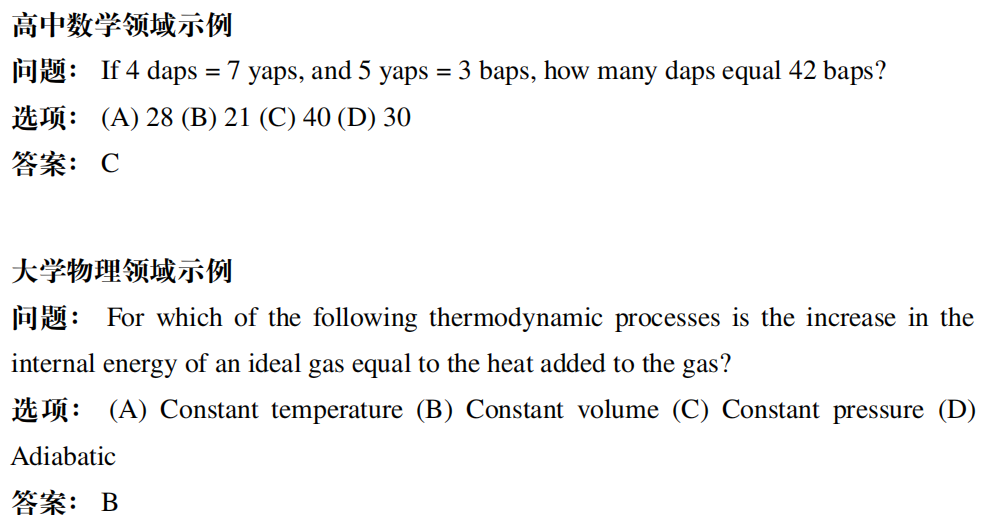 高中数学领域示例
问题： If 4 daps = 7 yaps, and 5 yaps = 3 baps, how many daps equal 42 baps?
选项： (A) 28 (B) 21 (C) 40 (D) 30
答案： C
大学物理领域示例
问题： For which of the following thermodynamic processes is the increase in the
internal energy of an ideal gas equal to the heat added to the gas?
选项： (A) Constant temperature (B) Constant volume (C) Constant pressure (D)
Adiabatic
答案： B